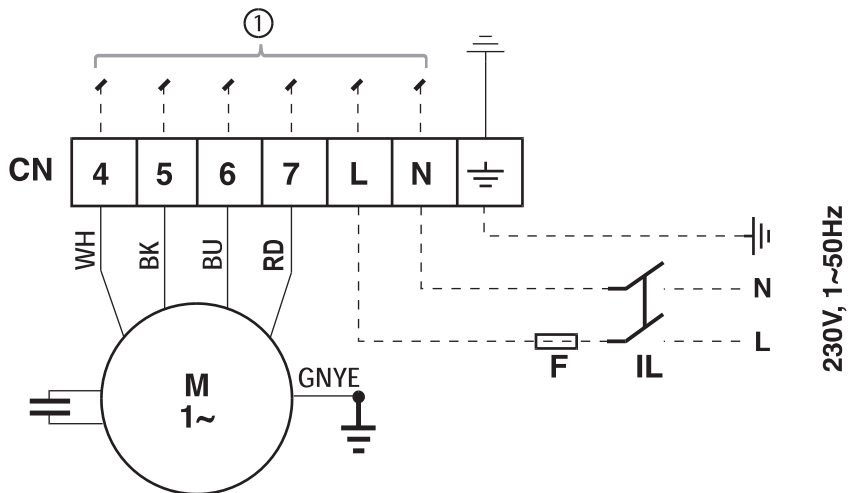 ①
CN 4 5 6 7 L N
WH BK BU RD
N
L
F IL
230V, 1~50Hz
M
1~
GNYE